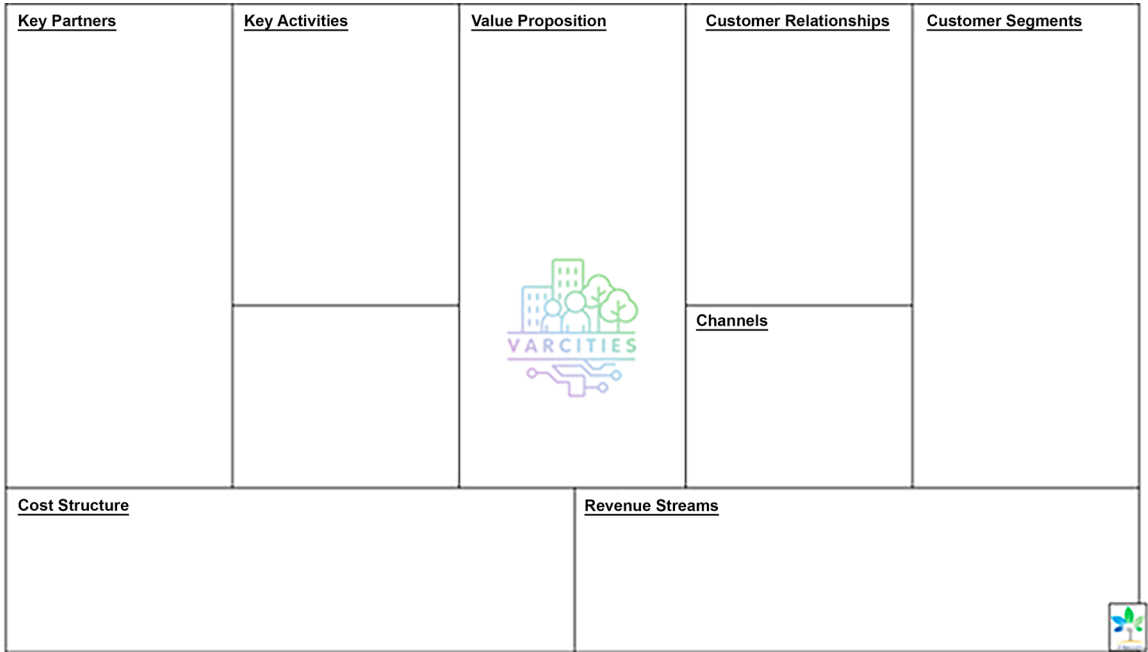 Key Partners
Key Activities
Value Proposition
Customer Relationships
Customer Segments
VARCITIES
Channels
Cost Structure
Revenue Streams